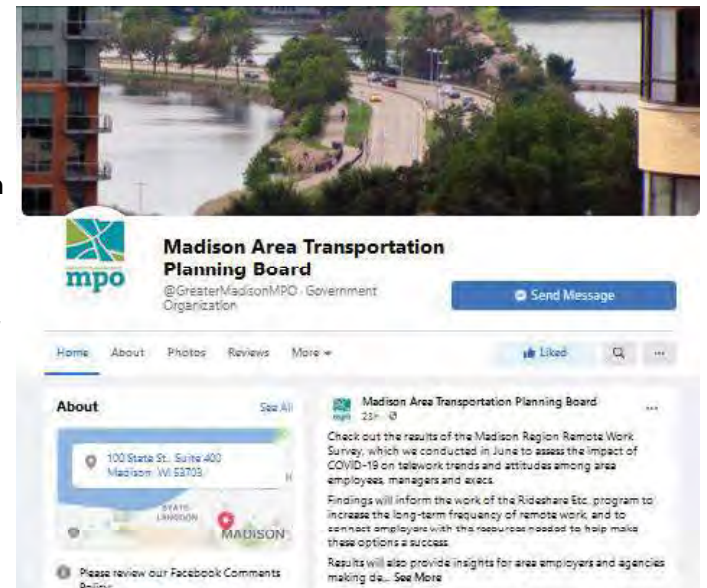 mpo
Madison Area Transportation
Planning Board
@GreaterMadisonMPO · Government
Organization
Send Message
Home About Photos Reviews More
Liked
About
See All
100 State St., Suite 400
Madison, WI 53703
STATE-
LANGDON
MADISON
Please review our Facebook Comments
Madison Area Transportation Planning Board
23h
Check out the results of the Madison Region Remote Work
Survey, which we conducted in June to assess the impact of
COVID-19 on telework trends and attitudes among area
employees, managers and execs.
Findings will inform the work of the Rideshare Etc. program to
increase the long-term frequency of remote work, and to
connect employers with the resources needed to help make
these options a success.
Results will also provide insights for area employers and agencies
making de... See More